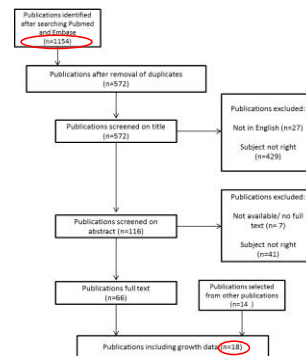 Publications identified
after searching Pubmed
and Embase
(n=1154)
Publications after removal of duplicates
(n=572)
Publications screened on title
(n=572)
Publications excluded:
Not in English (n=27)
Subject not right
(n=429)
Publications screened on
abstract (n=116)
Publications excluded:
Not available/ no full
text (n= 7)
Subject not right
(n=41)
Publications full text
(n=66)
Publications selected
from other publications
(n=14 )
Publications including growth data (n=18)